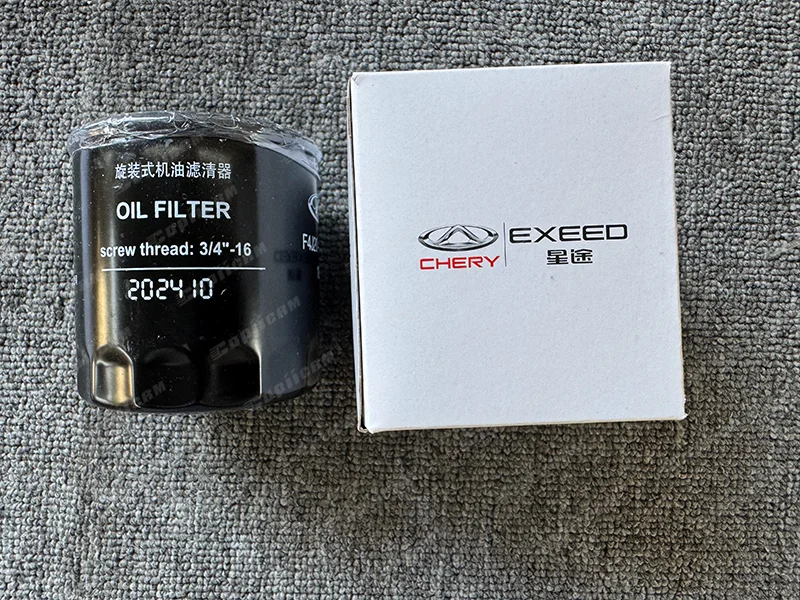 旋装式机油滤清器
OIL FILTER
screw thread: 3/4"-16
202410
CHERY
EXEED
星途